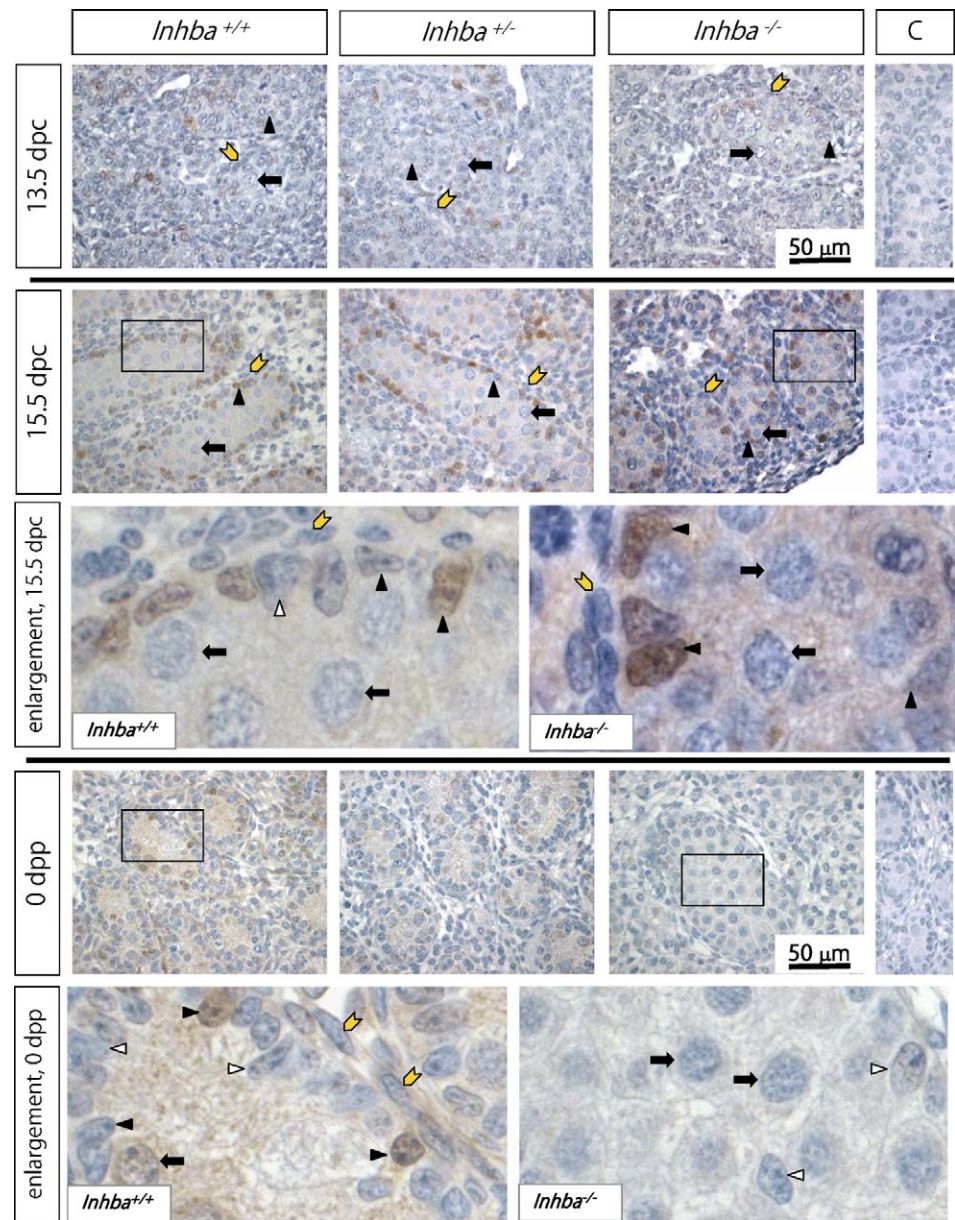 Inhba +/+ Inhba +/- Inhba -/- C
13.5 dpc
50 µm
15.5 dpc
enlargement, 15.5 dpc
Inhba+/+ Inhba-/-
0 dpp
50 µm
enlargement, 0 dpp
Inhba+/+ Inhba-/-